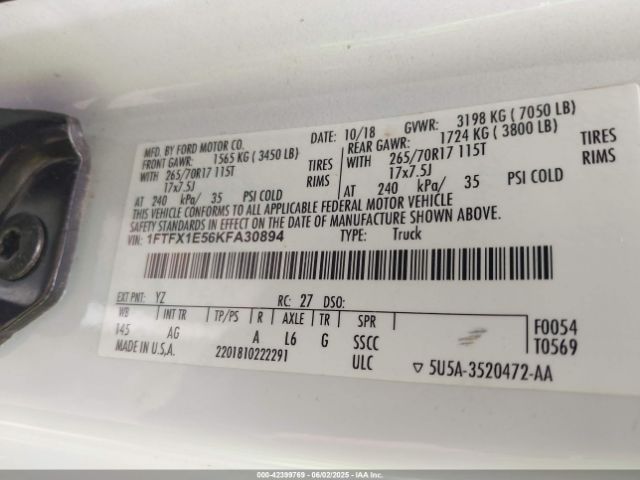 MFD. BY FORD MOTOR CO. DATE: 10/18 GVWR: 3198 KG ( 7050 LB)
FRONT GAWR: 1565 KG ( 3450 LB) REAR GAWR: 1724 KG ( 3800 LB)
WITH 265/70R17 115T TIRES WITH 265/70R17 115T TIRES
17x7.5J RIMS 17x7.5J RIMS
AT 240 kPa/ 35 PSI COLD AT 240 kPa/ 35 PSI COLD
THIS VEHICLE CONFORMS TO ALL APPLICABLE FEDERAL MOTOR VEHICLE
SAFETY AND THEFT PREVENTION STANDARDS IN EFFECT ON THE DATE OF MANUFACTURE SHOWN ABOVE.
VIN: 1FTFX1E56KFA30894 TYPE: Truck
EXT PNT: YZ RC: 27 DSO:
WB INT TR TP/PS R AXLE TR SPR
145 AG A L6 G SSCC
ULC
F0054
T0569
MADE IN U.S.A. 2201810222291
▽ 5U5A-3520472-AA
000-42399769 - 06/02/2025 - IAAI.COM